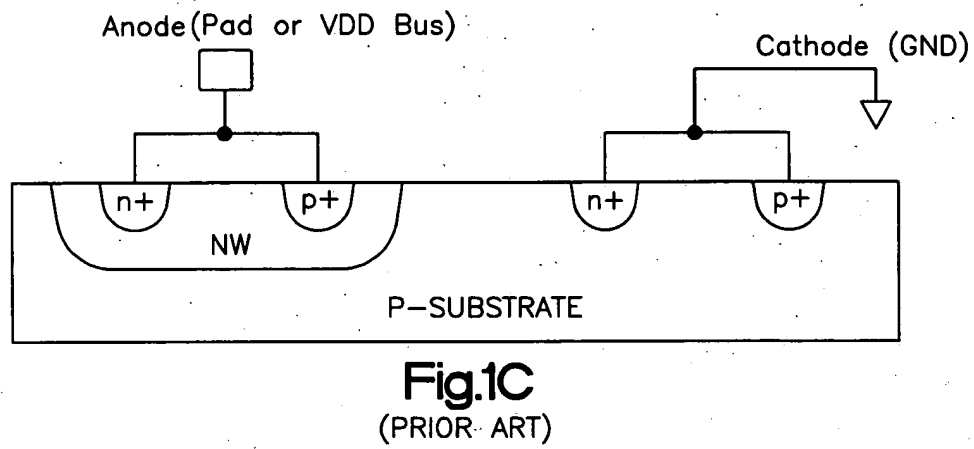 Anode(Pad or VDD Bus)
Cathode (GND)
n+ p+ n+ p+
NW
P-SUBSTRATE
Fig.1C
(PRIOR ART)